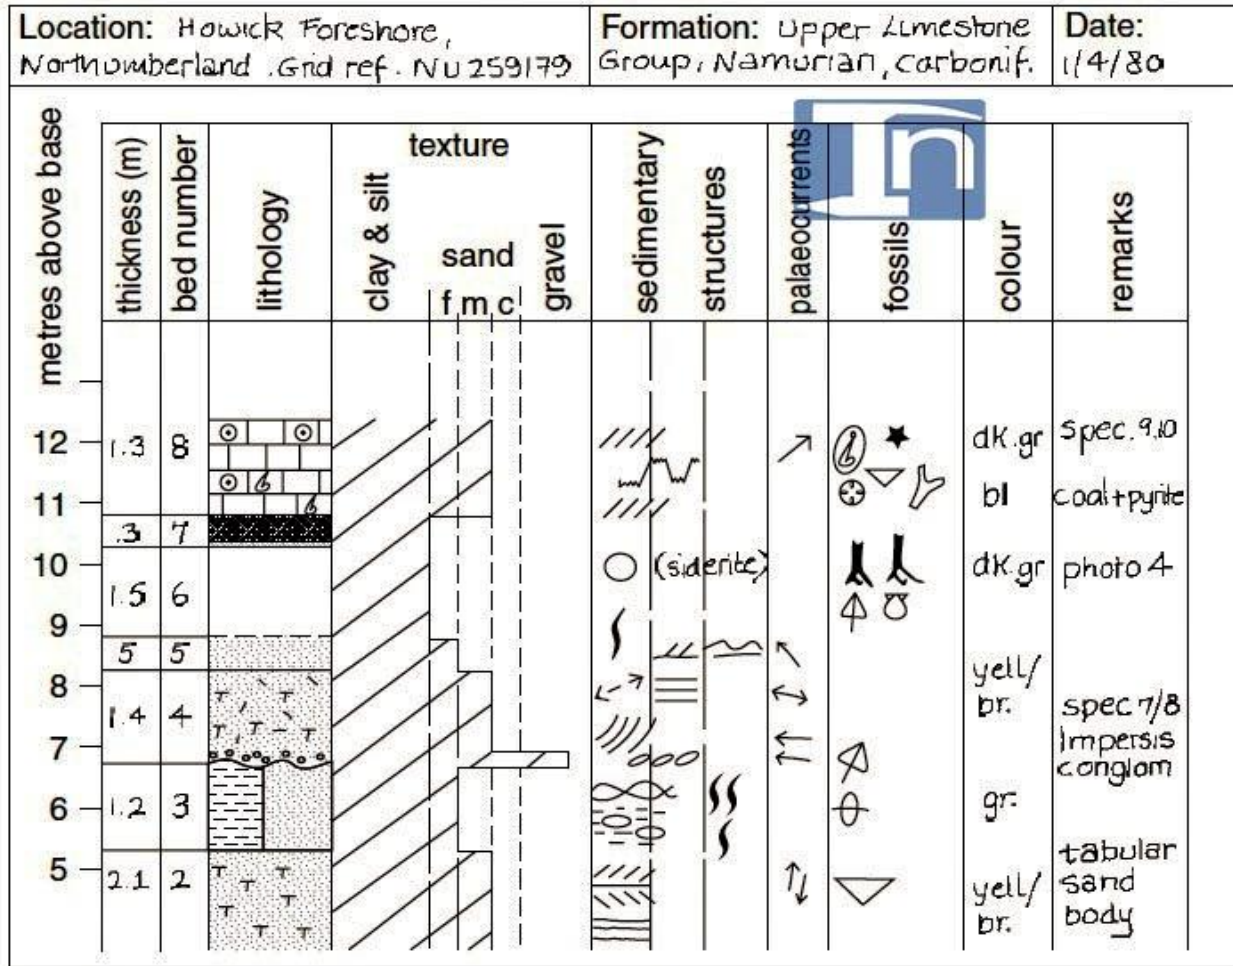 Location: Howick Foreshore,
Northumberland. Grid ref. NU259179
Formation: Upper Limestone
Group, Namurian, Carbonif.
Date:
1/4/80
metres above base
thickness (m)
bed number
lithology
texture
clay & silt
sand
f m c
gravel
sedimentary
structures
palaeocurrents
fossils
colour
remarks
Tn
12
1.3 8
dk.gr
spec. 9,10
11
bl
coal+pyrite
.3 7
10
1.5 6
(siderite)
dk.gr
photo 4
9
5 5
8
yell/
br.
1.4 4
spec 7/8
7
Impersis
conglom
6
1.2 3
gr.
5
2.1 2
yell/
br.
tabular
sand
body